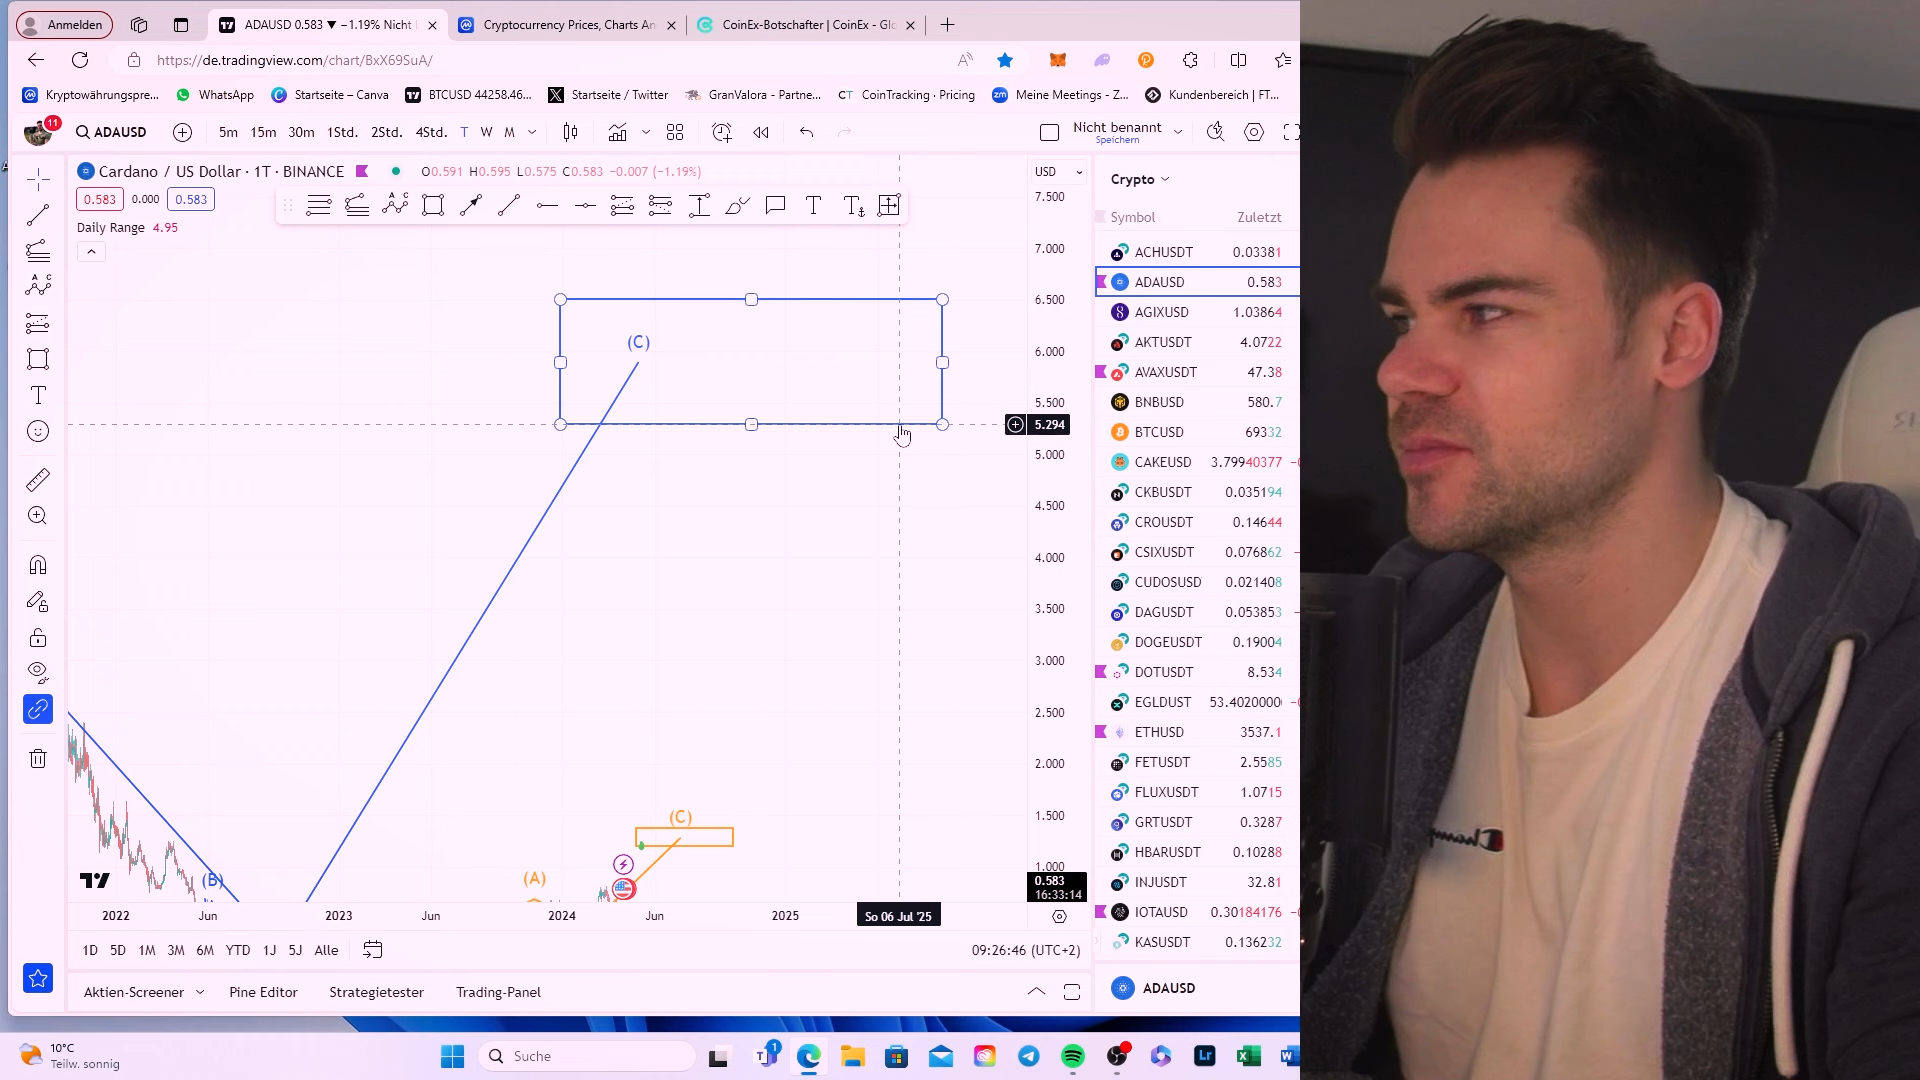 Anmelden
ADAUSD 0.583 ▼ −1.19% Nicht
Cryptocurrency Prices, Charts An
CoinEx-Botschafter | CoinEx - Glo
https://de.tradingview.com/chart/BxX69SuA/
Kryptowährungspre...
WhatsApp
Startseite – Canva
BTCUSD 44258.46...
Startseite / Twitter
GranValora - Partne...
CT CoinTracking · Pricing
zm Meine Meetings - Z...
Kundenbereich | FT...
11
ADAUSD
5m 15m 30m 1Std. 2Std. 4Std. T W M
Nicht benannt
Speichern
Cardano / US Dollar · 1T · BINANCE
O0.591 H0.595 L0.575 C0.583 −0.007 (−1.19%)
0.583 0.000 0.583
Daily Range 4.95
USD
7.500
7.000
6.500
6.000
5.500
5.294
5.000
4.500
4.000
3.500
3.000
2.500
2.000
1.500
1.000
0.583
16:33:14
(C)
(B)
(A)
(C)
2022 Jun 2023 Jun 2024 Jun 2025
So 06 Jul '25
1D 5D 1M 3M 6M YTD 1J 5J Alle
09:26:46 (UTC+2)
Aktien-Screener
Pine Editor
Strategietester
Trading-Panel
Crypto
Symbol Zuletzt
ACHUSDT 0.03381
ADAUSD 0.583
AGIXUSD 1.03864
AKTUSDT 4.0722
AVAXUSDT 47.38
BNBUSD 580.7
BTCUSD 69332
CAKEUSD 3.79940377
CKBUSDT 0.035194
CROUSDT 0.14644
CSIXUSDT 0.076862
CUDOSUSD 0.021408
DAGUSDT 0.053853
DOGEUSDT 0.19004
DOTUSDT 8.534
EGLDUST 53.4020000
ETHUSD 3537.1
FETUSDT 2.5585
FLUXUSDT 1.0715
GRTUSDT 0.3287
HBARUSDT 0.10288
INJUSDT 32.81
IOTAUSD 0.30184176
KASUSDT 0.136232
ADAUSD
10°C
Teilw. sonnig
Suche
1
Lr